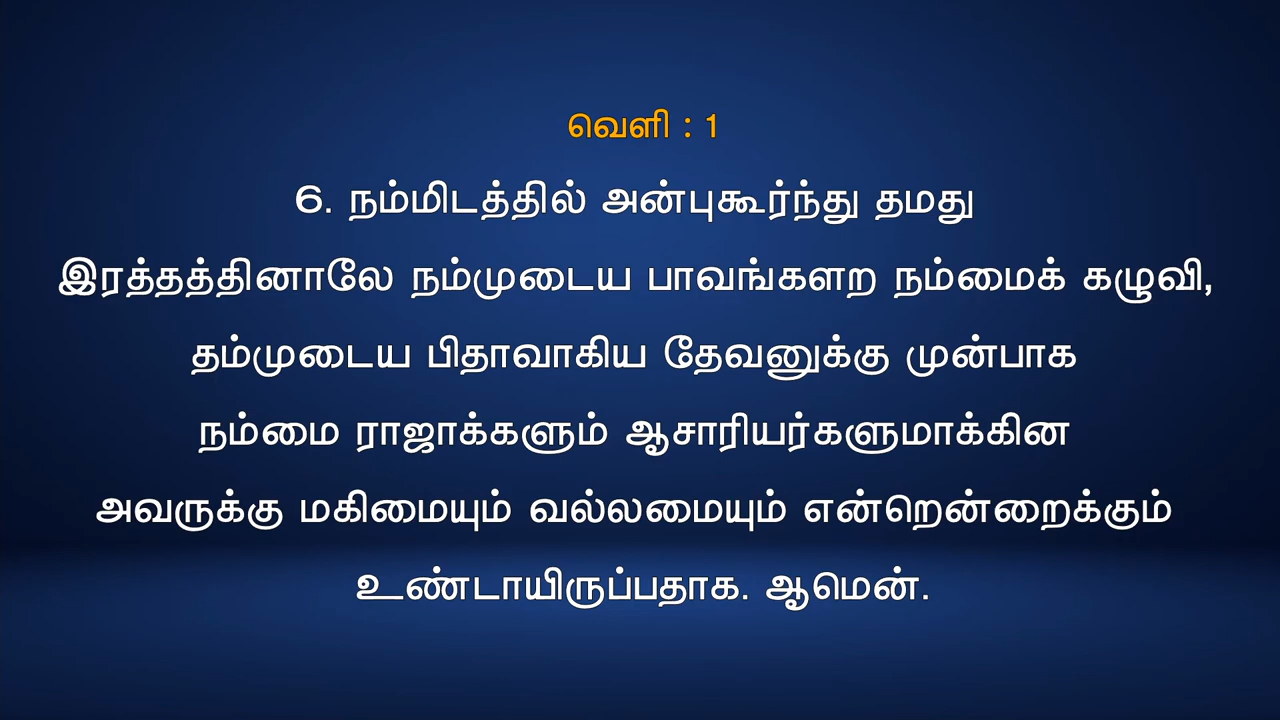 வெளி : 1
6. நம்மிடத்தில் அன்புகூர்ந்து தமது
இரத்தத்தினாலே நம்முடைய பாவங்களற நம்மைக் கழுவி,
தம்முடைய பிதாவாகிய தேவனுக்கு முன்பாக
நம்மை ராஜாக்களும் ஆசாரியர்களுமாக்கின
அவருக்கு மகிமையும் வல்லமையும் என்றென்றைக்கும்
உண்டாயிருப்பதாக. ஆமென்.